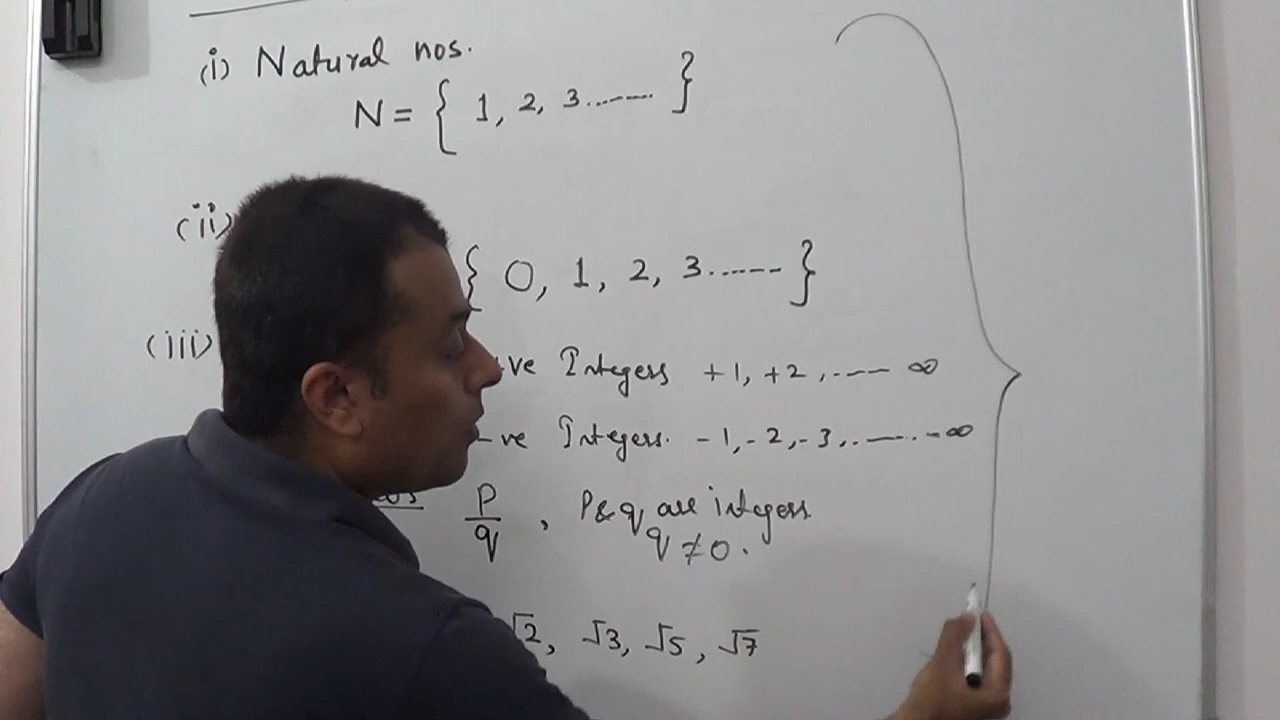 (i) Natural nos.
N = { 1, 2, 3....... }
(ii)
{ 0, 1, 2, 3....... }
(iii)
ve Integers +1, +2, ..... ∞
-ve Integers. -1, -2, -3, ....... -∞
nos P/q , P & q are integers
q ≠ 0.
√2, √3, √5, √7